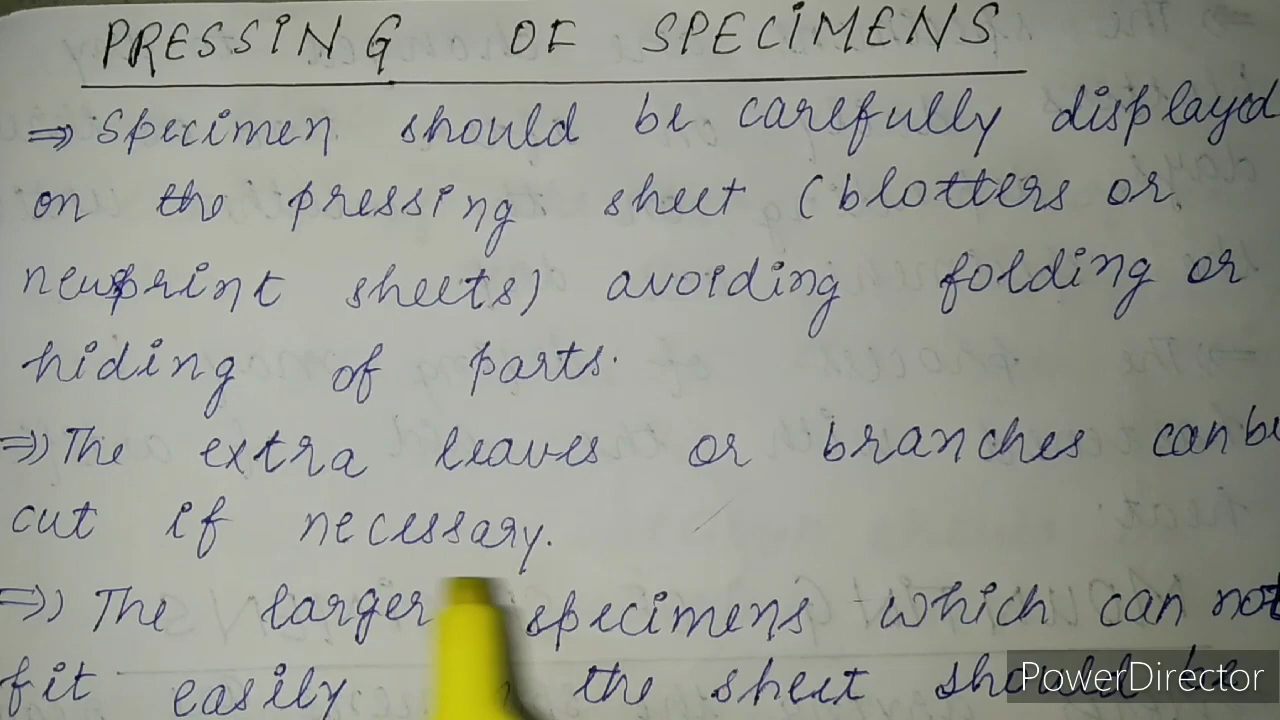 PRESSING OF SPECIMENS
⇒ Specimen should be carefully displayed
on the pressing sheet (blotters or
newsprint sheets) avoiding folding or
hiding of parts.
⇒ The extra leaves or branches can be
cut if necessary.
⇒ The larger specimens which can not
fit easily the sheet should be
PowerDirector